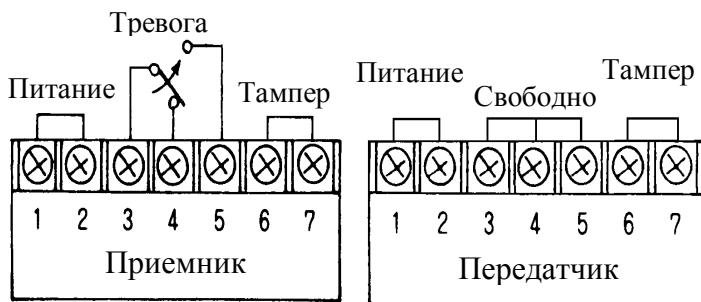 Тревога
Питание
Тампер
1 2 3 4 5 6 7
Приемник
Питание
Свободно
Тампер
1 2 3 4 5 6 7
Передатчик